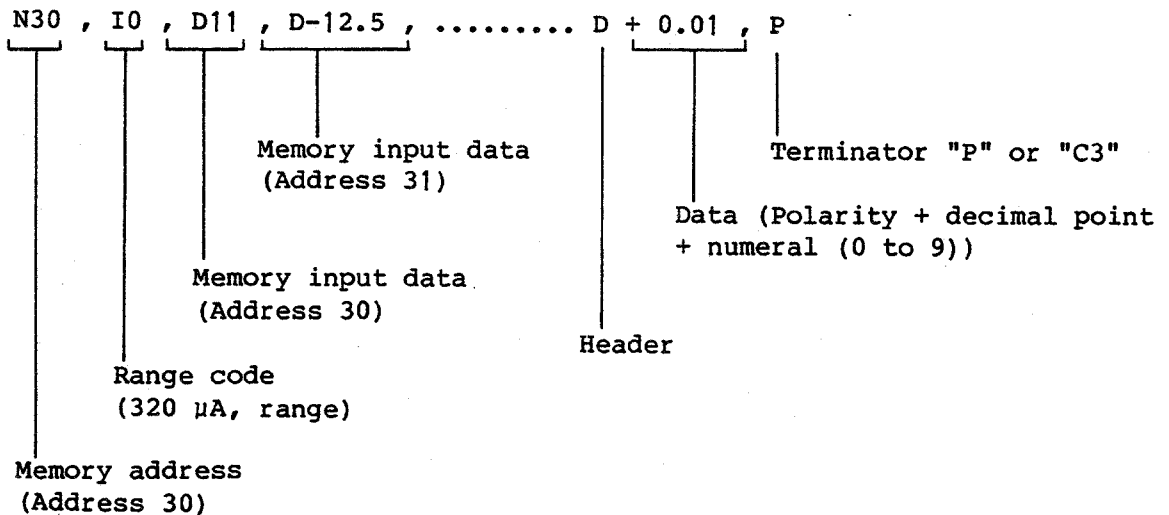 N30 , I0 , D11 , D-12.5 , ......... D + 0.01 , P
Memory input data
(Address 31)
Terminator "P" or "C3"
Data (Polarity + decimal point
+ numeral (0 to 9))
Memory input data
(Address 30)
Header
Range code
(320 µA, range)
Memory address
(Address 30)